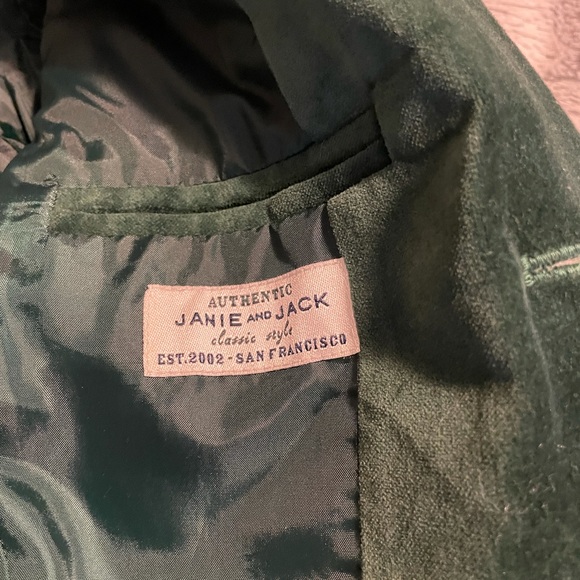 AUTHENTIC
JANIE AND JACK
classic style
EST.2002-SAN FRANCISCO